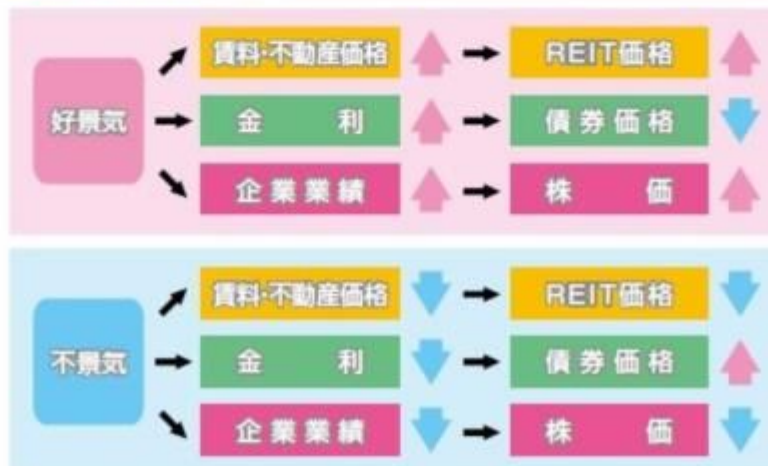 好景気
賃料・不動産価格
REIT価格
金利
債券価格
企業業績
株価
不景気
賃料・不動産価格
REIT価格
金利
債券価格
企業業績
株価